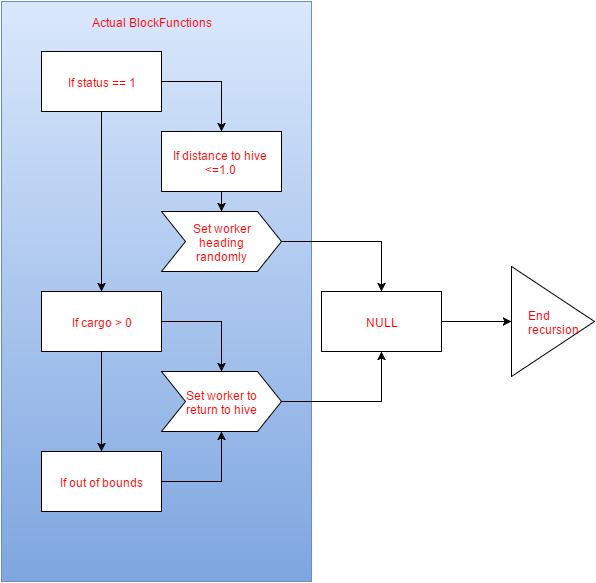 Actual BlockFunctions
If status == 1
If distance to hive
<=1.0
Set worker
heading
randomly
If cargo > 0
NULL
End
recursion
Set worker to
return to hive
If out of bounds